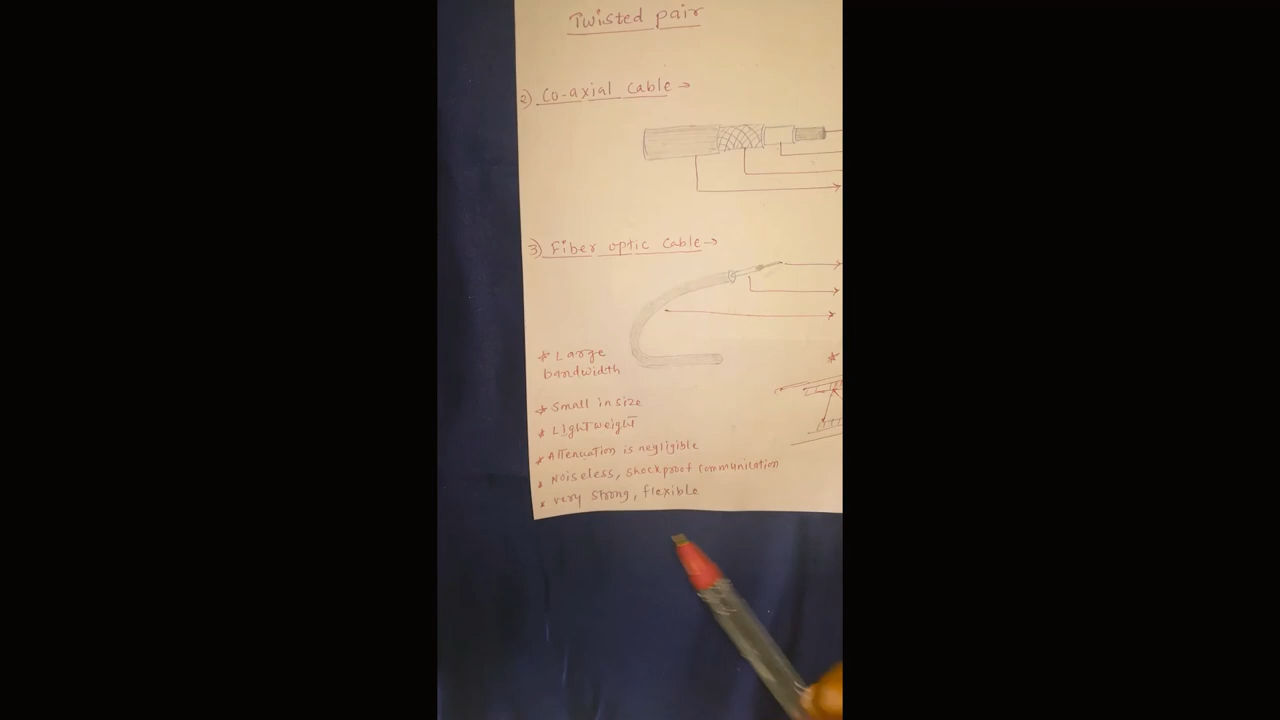 Twisted pair
2) Co-axial Cable →
3) Fiber optic Cable →
* Large
bandwidth
*
* Small in size
* Lightweight
* Attenuation is negligible
* Noiseless, shockproof communication
* very strong, flexible